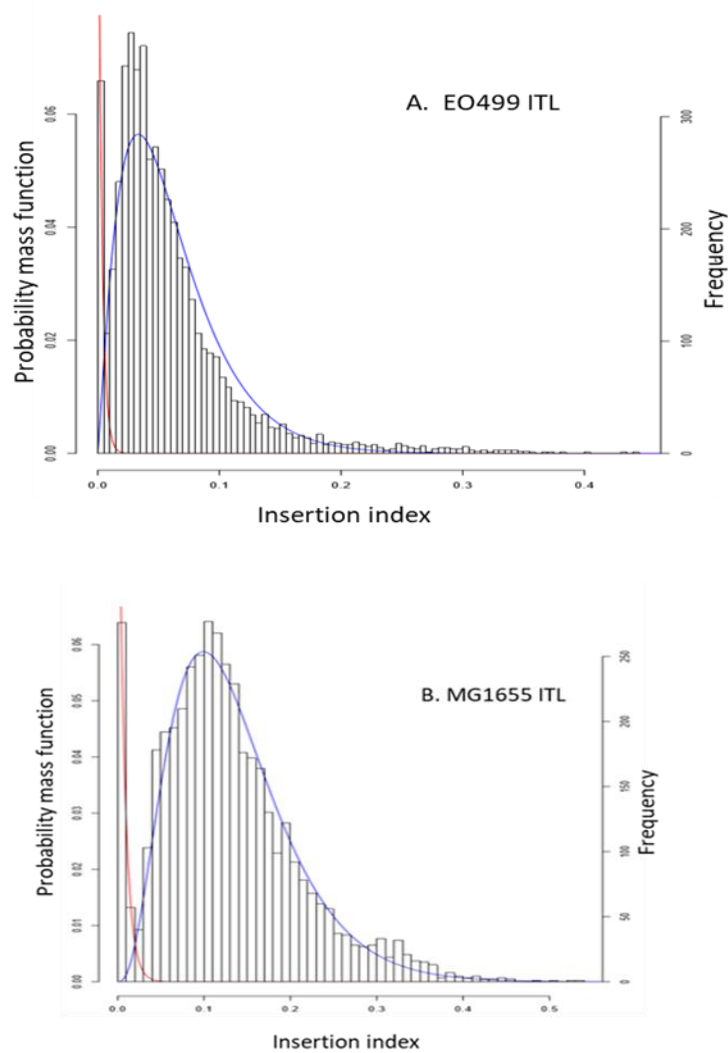 A. EO499 ITL
Probability mass function
0.00
0.02
0.04
0.06
Frequency
0
100
200
300
0.0 0.1 0.2 0.3 0.4
Insertion index
B. MG1655 ITL
Probability mass function
0.00
0.01
0.02
0.03
0.04
0.05
0.06
Frequency
0
50
100
150
200
250
0.0 0.1 0.2 0.3 0.4 0.5
Insertion index